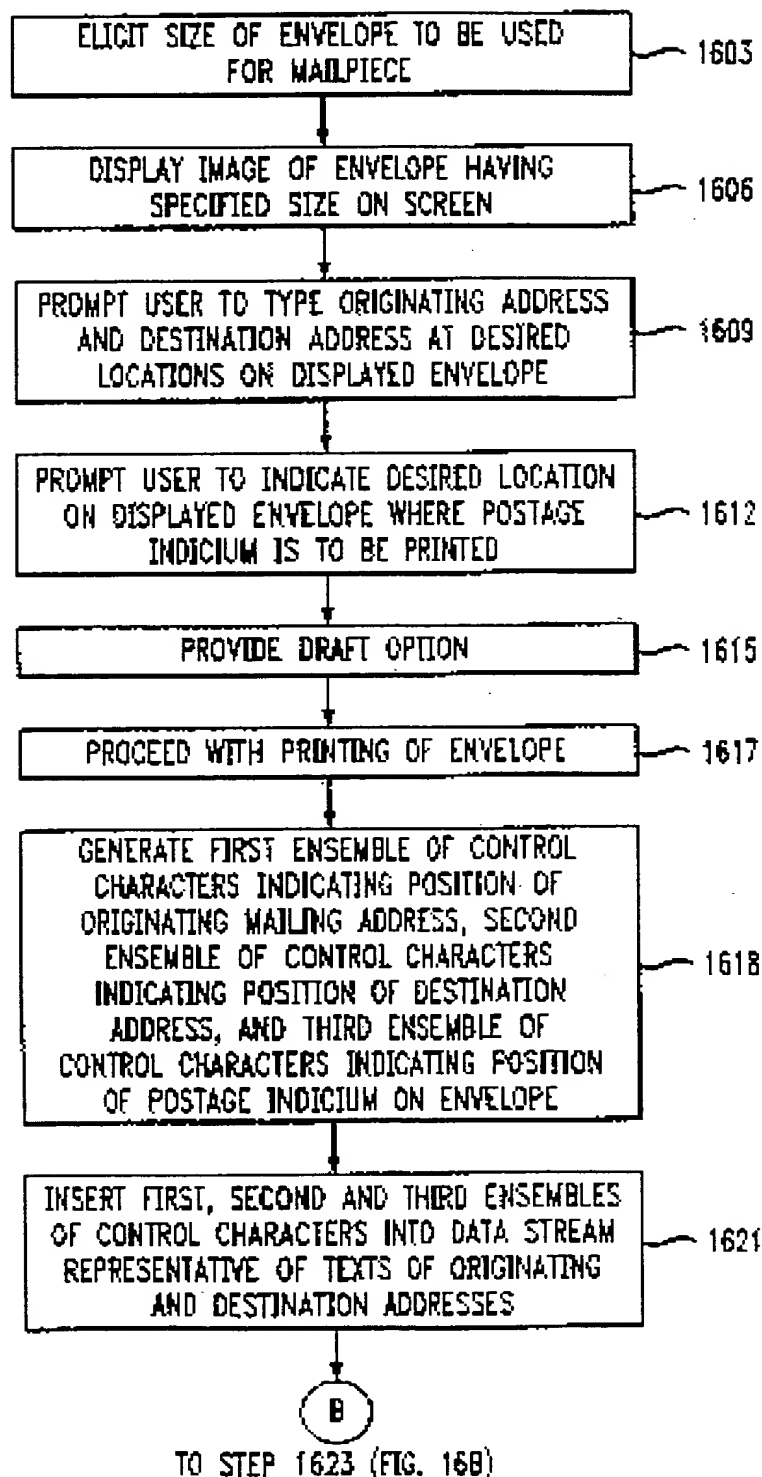 ELICIT SIZE OF ENVELOPE TO BE USED
FOR MAILPIECE
1603
DISPLAY IMAGE OF ENVELOPE HAVING
SPECIFIED SIZE ON SCREEN
1606
PROMPT USER TO TYPE ORIGINATING ADDRESS
AND DESTINATION ADDRESS AT DESIRED
LOCATIONS ON DISPLAYED ENVELOPE
1609
PROMPT USER TO INDICATE DESIRED LOCATION
ON DISPLAYED ENVELOPE WHERE POSTAGE
INDICIUM IS TO BE PRINTED
1612
PROVIDE DRAFT OPTION
1615
PROCEED WITH PRINTING OF ENVELOPE
1617
GENERATE FIRST ENSEMBLE OF CONTROL
CHARACTERS INDICATING POSITION OF
ORIGINATING MAILING ADDRESS, SECOND
ENSEMBLE OF CONTROL CHARACTERS
INDICATING POSITION OF DESTINATION
ADDRESS, AND THIRD ENSEMBLE OF
CONTROL CHARACTERS INDICATING POSITION
OF POSTAGE INDICIUM ON ENVELOPE
1618
INSERT FIRST, SECOND AND THIRD ENSEMBLES
OF CONTROL CHARACTERS INTO DATA STREAM
REPRESENTATIVE OF TEXTS OF ORIGINATING
AND DESTINATION ADDRESSES
1621
B
TO STEP 1623 (FIG. 16B)